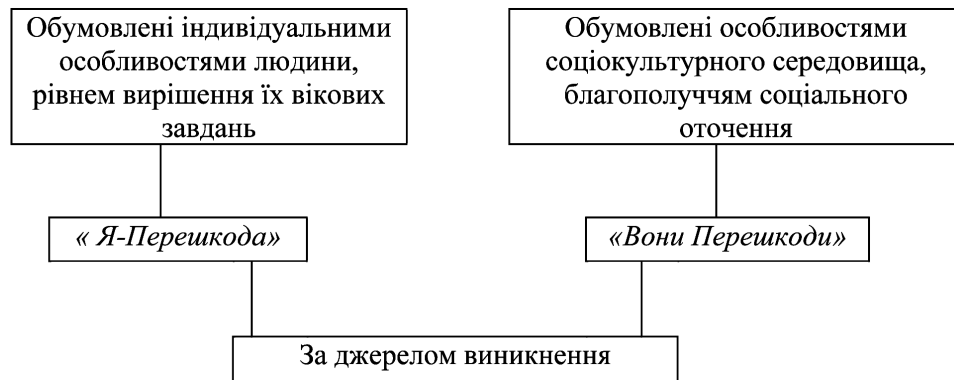 Обумовлені індивідуальними
особливостями людини,
рівнем вирішення їх вікових
завдань
Обумовлені особливостями
соціокультурного середовища,
благополуччям соціального
оточення
« Я-Перешкода»
«Вони Перешкоди»
За джерелом виникнення